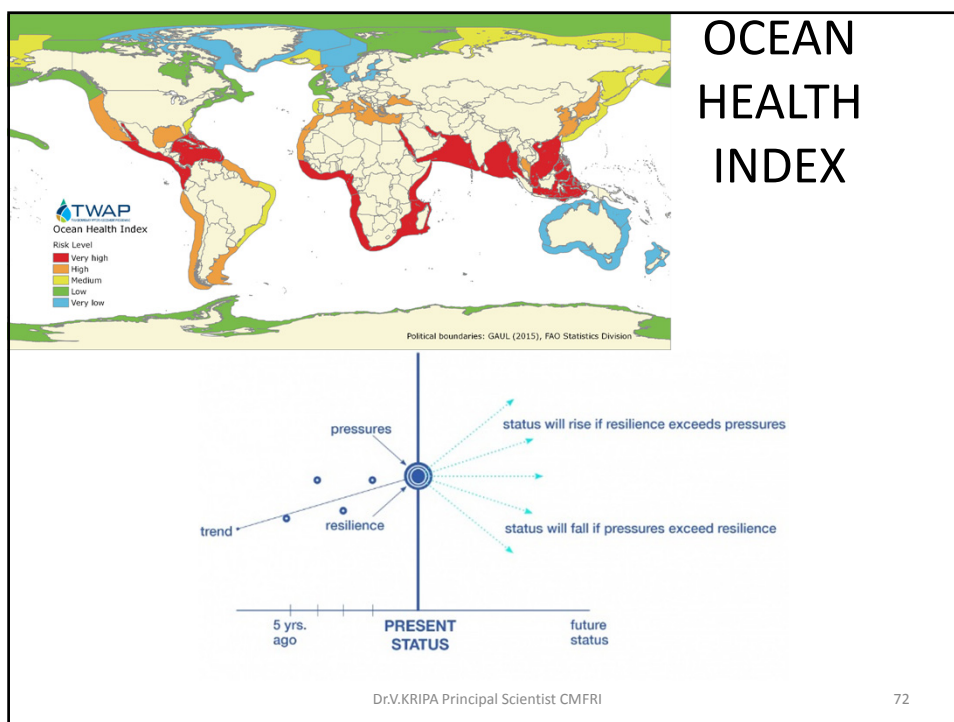 OCEAN
HEALTH
INDEX
TWAP
Ocean Health Index
Risk Level
Very high
High
Medium
Low
Very low
Political boundaries: GAUL (2015), FAO Statistics Division
pressures
status will rise if resilience exceeds pressures
trend
resilience
status will fall if pressures exceed resilience
5 yrs.
ago
PRESENT
STATUS
future
status
Dr.V.KRIPA Principal Scientist CMFRI
72